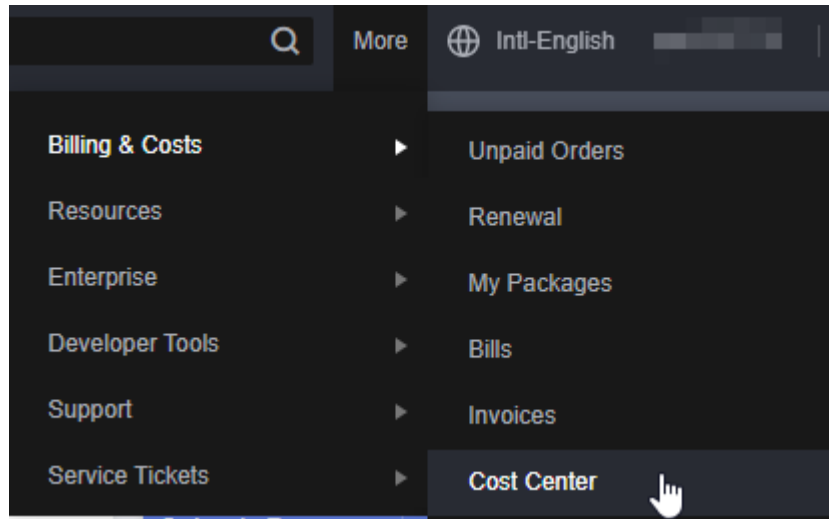 More
Intl-English
Billing & Costs
Resources
Enterprise
Developer Tools
Support
Service Tickets
Unpaid Orders
Renewal
My Packages
Bills
Invoices
Cost Center